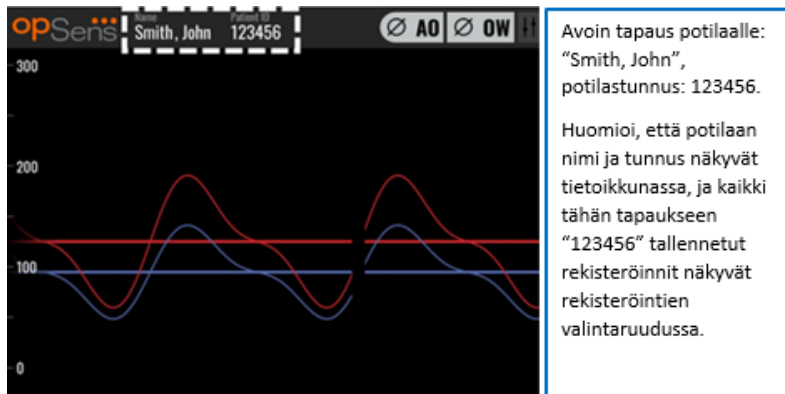 opSens
Name
Patient ID
Smith, John
123456
Ø AO
Ø OW
300
200
100
0
Avoin tapaus potilaalle:
“Smith, John”,
potilastunnus: 123456.
Huomioi, että potilaan
nimi ja tunnus näkyvät
tietoikkunassa, ja kaikki
tähän tapaukseen
“123456” tallennetut
rekisteröinnit näkyvät
rekisteröintien
valintaruudussa.